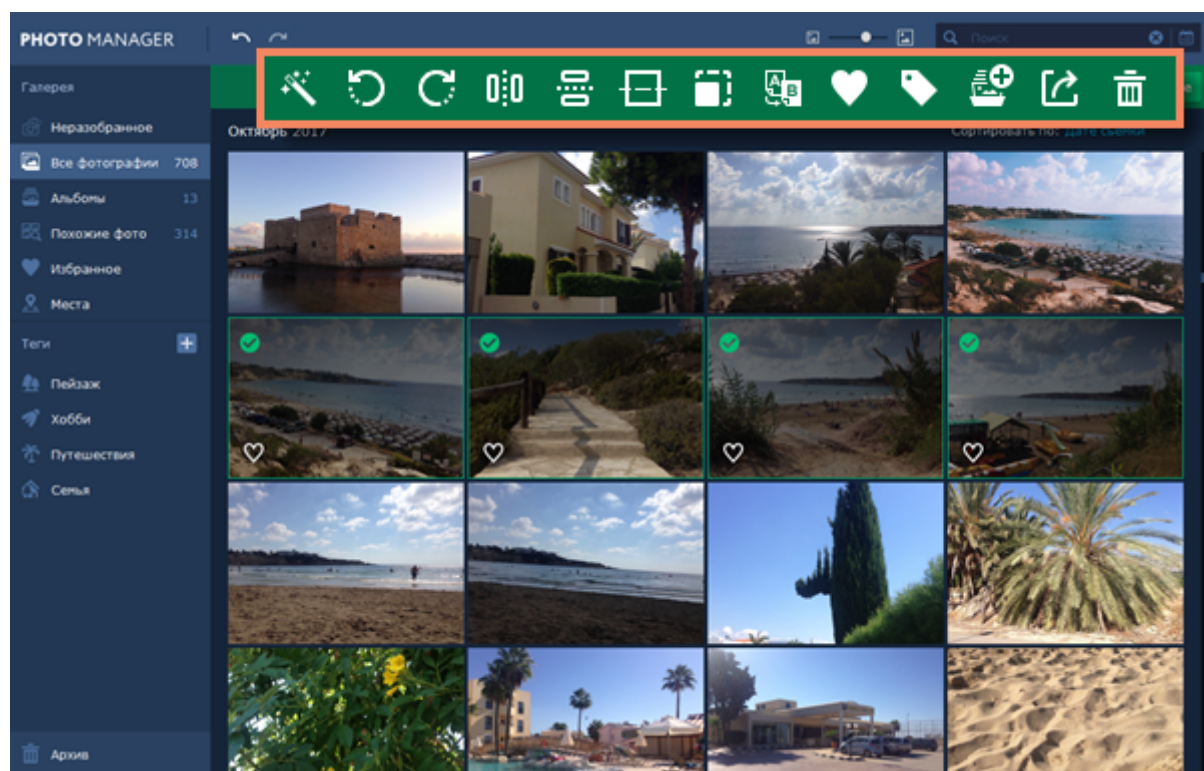 PHOTO MANAGER
Поиск
Галерея
Неразобранное
Все фотографии 708
Альбомы 13
Похожие фото 314
Избранное
Места
Теги
Пейзаж
Хобби
Путешествия
Семья
Архив
A
B
Октябрь 2017
Сортировать по: Дате съемки